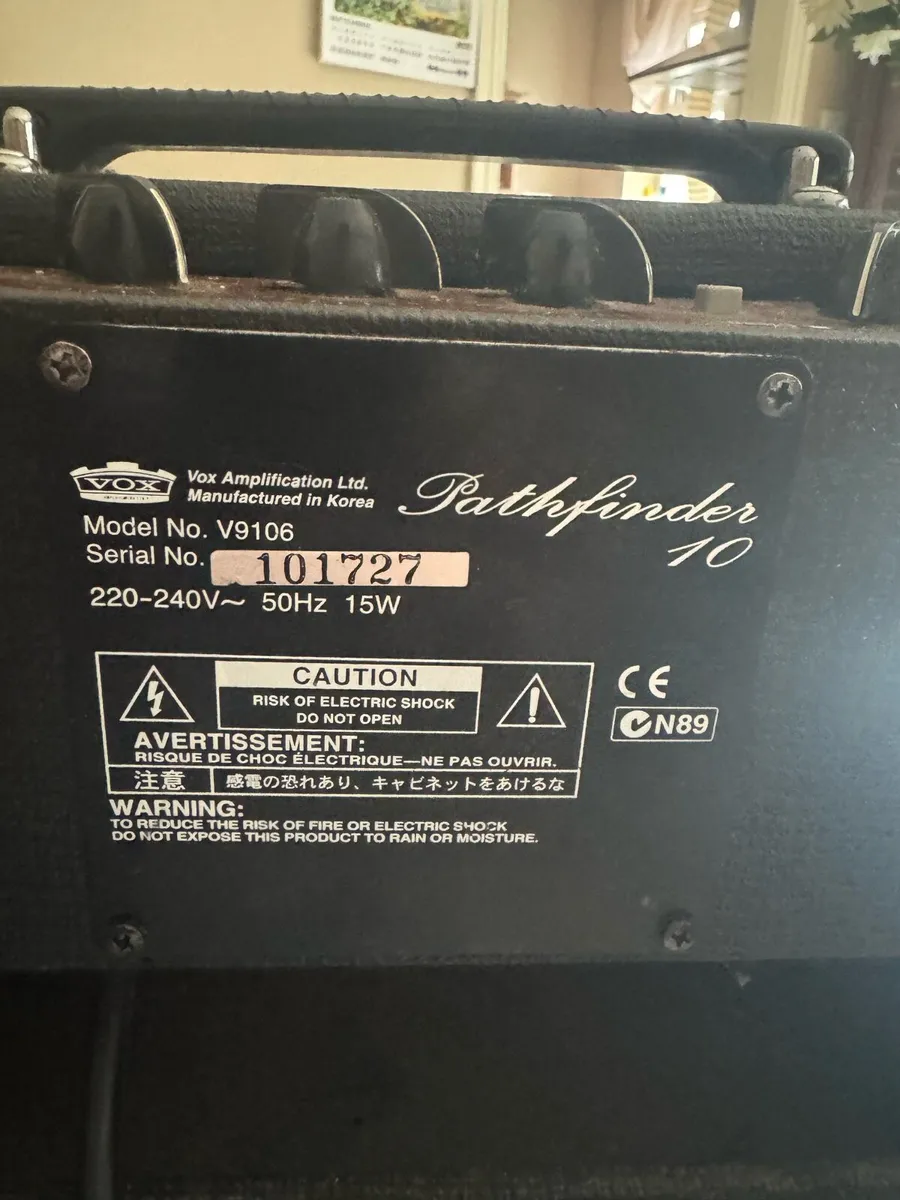 VOX
Vox Amplification Ltd.
Manufactured in Korea
Pathfinder
10
Model No. V9106
Serial No. 101727
220-240V~ 50Hz 15W
CAUTION
RISK OF ELECTRIC SHOCK
DO NOT OPEN
AVERTISSEMENT:
RISQUE DE CHOC ÉLECTRIQUE—NE PAS OUVRIR.
注意 感電の恐れあり、キャビネットをあけるな
WARNING:
TO REDUCE THE RISK OF FIRE OR ELECTRIC SHOCK
DO NOT EXPOSE THIS PRODUCT TO RAIN OR MOISTURE.
CE
N89